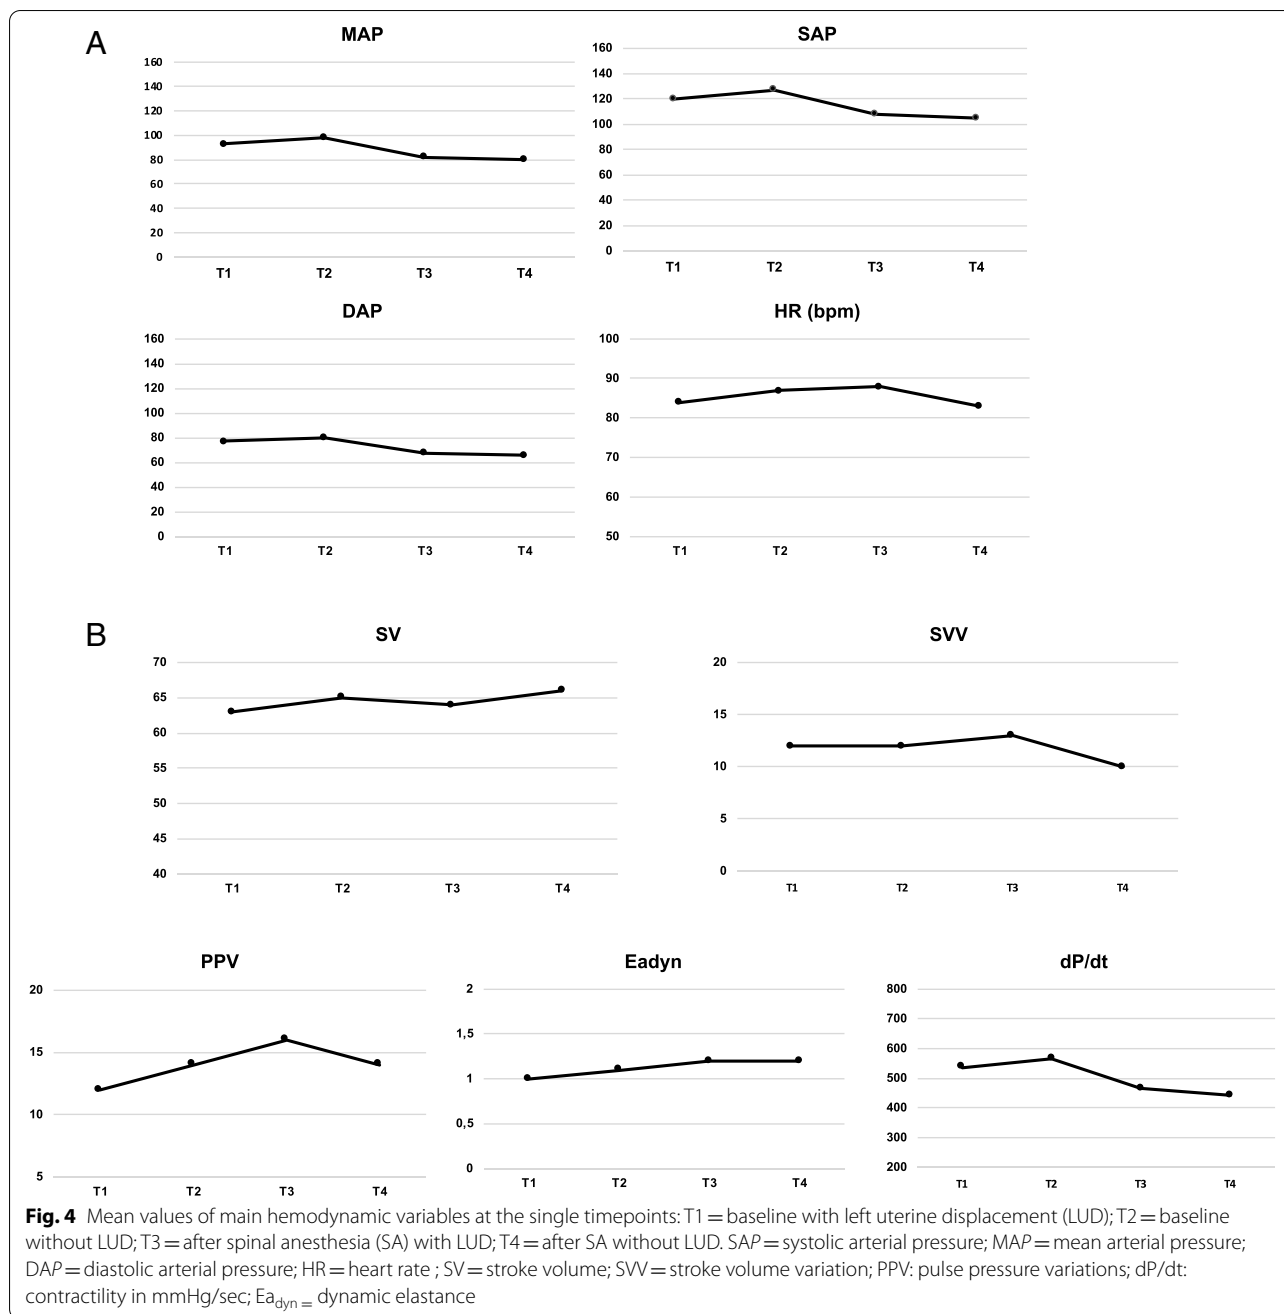 A
MAP
160
140
120
100
80
60
40
20
0
T1 T2 T3 T4
SAP
160
140
120
100
80
60
40
20
0
T1 T2 T3 T4
DAP
160
140
120
100
80
60
40
20
0
T1 T2 T3 T4
HR (bpm)
100
90
80
70
60
50
T1 T2 T3 T4
B
SV
70
65
60
55
50
45
40
T1 T2 T3 T4
SVV
20
15
10
5
0
T1 T2 T3 T4
PPV
20
15
10
5
T1 T2 T3 T4
Eadyn
2
1,5
1
0,5
0
T1 T2 T3 T4
dP/dt
800
700
600
500
400
300
200
T1 T2 T3 T4
Fig. 4 Mean values of main hemodynamic variables at the single timepoints: T1 = baseline with left uterine displacement (LUD); T2 = baseline
without LUD; T3 = after spinal anesthesia (SA) with LUD; T4 = after SA without LUD. SAP = systolic arterial pressure; MAP = mean arterial pressure;
DAP = diastolic arterial pressure; HR = heart rate ; SV = stroke volume; SVV = stroke volume variation; PPV: pulse pressure variations; dP/dt:
contractility in mmHg/sec; Eadyn = dynamic elastance